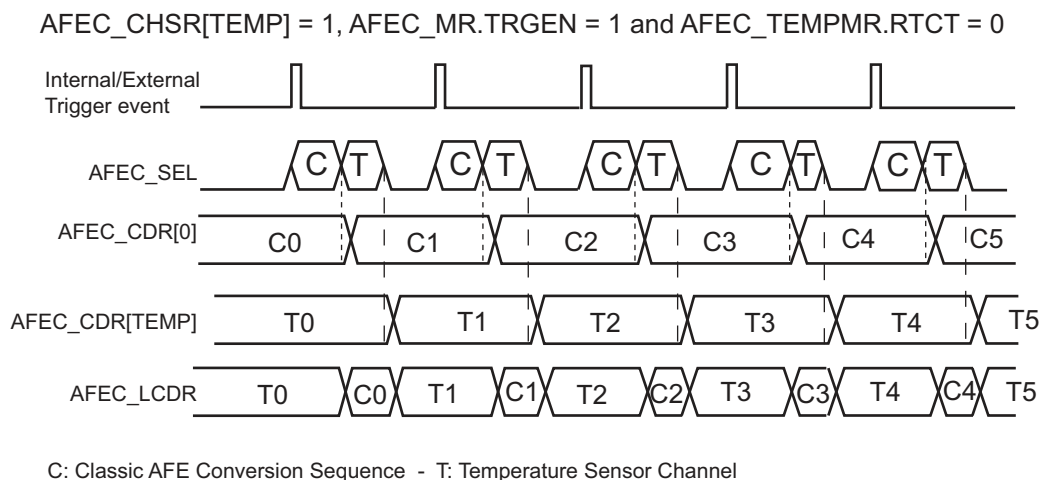 AFEC_CHSR[TEMP] = 1, AFEC_MR.TRGEN = 1 and AFEC_TEMPMR.RTCT = 0
Internal/External
Trigger event
AFEC_SEL C T C T C T C T C T
AFEC_CDR[0] C0 C1 C2 C3 C4 C5
AFEC_CDR[TEMP] T0 T1 T2 T3 T4 T5
AFEC_LCDR T0 C0 T1 C1 T2 C2 T3 C3 T4 C4 T5
C: Classic AFE Conversion Sequence - T: Temperature Sensor Channel